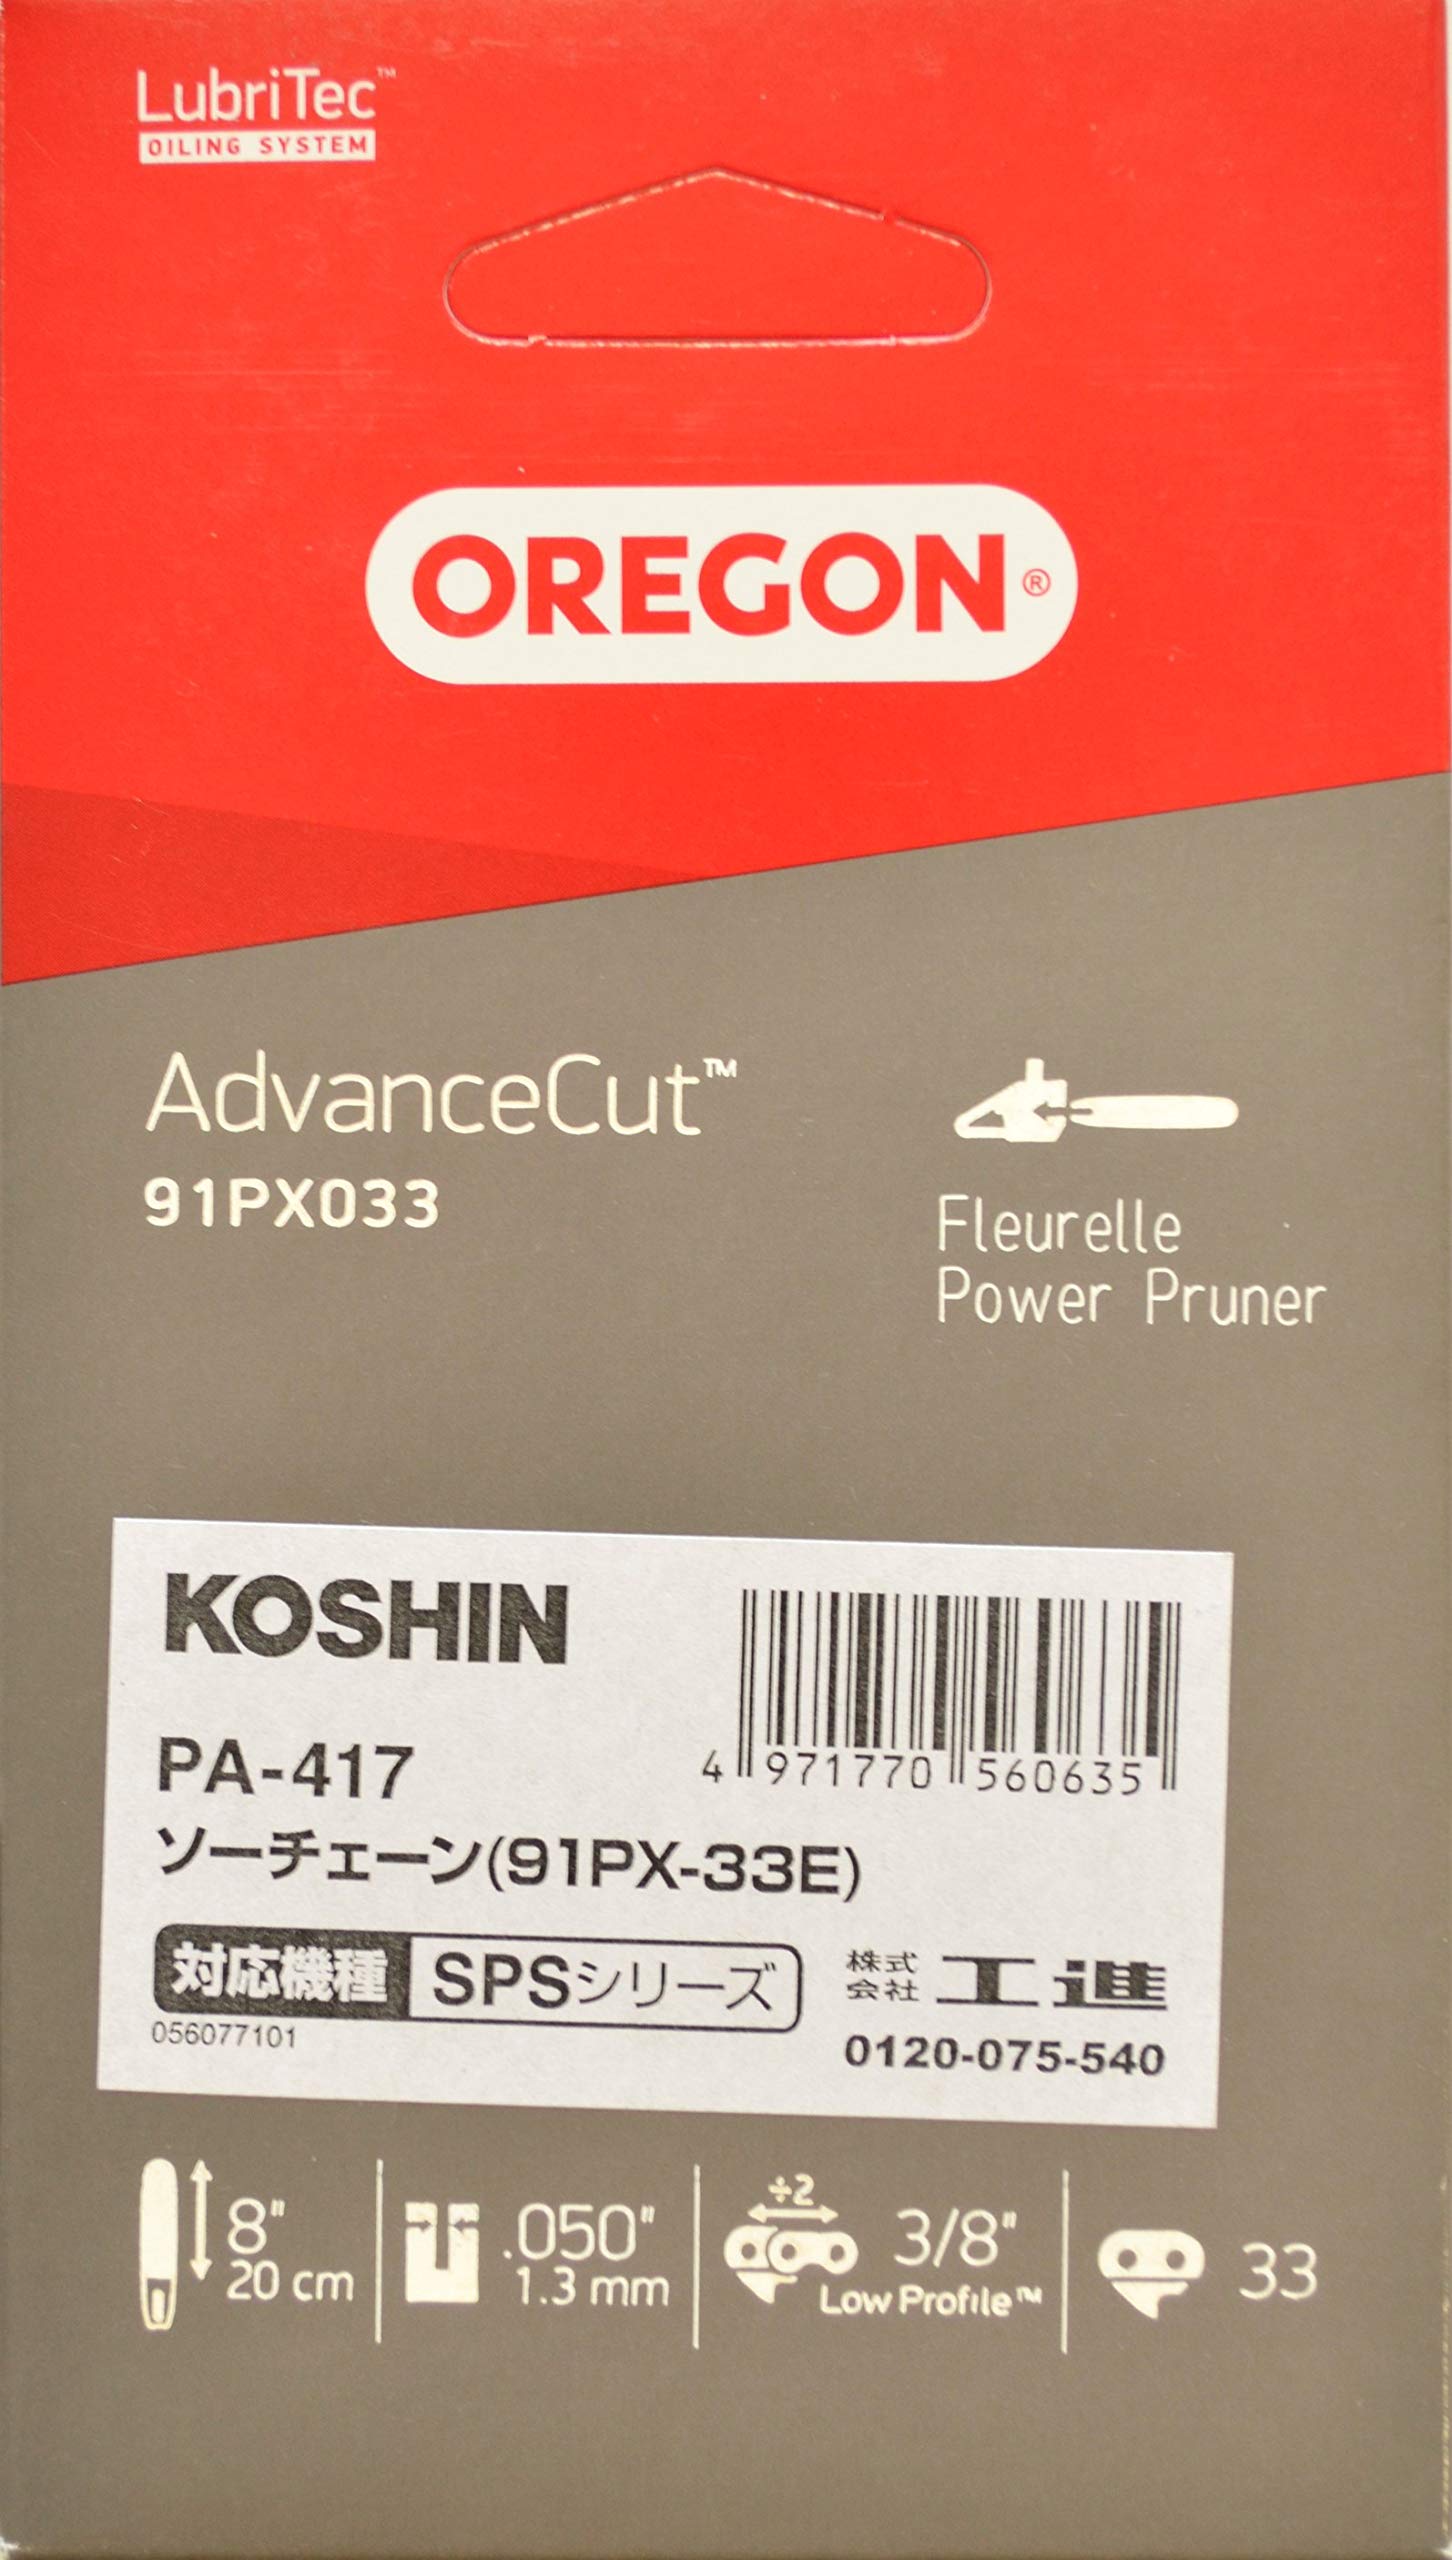 LubriTec™
OILING SYSTEM
OREGON®
AdvanceCut™
91PX033
Fleurelle
Power Pruner
KOSHIN
4 971770 560635
PA-417
ソーチェーン(91PX-33E)
対応機種 SPSシリーズ
056077101
株式会社 工進
0120-075-540
8"
20 cm
.050"
1.3 mm
÷2
3/8"
Low Profile™
33